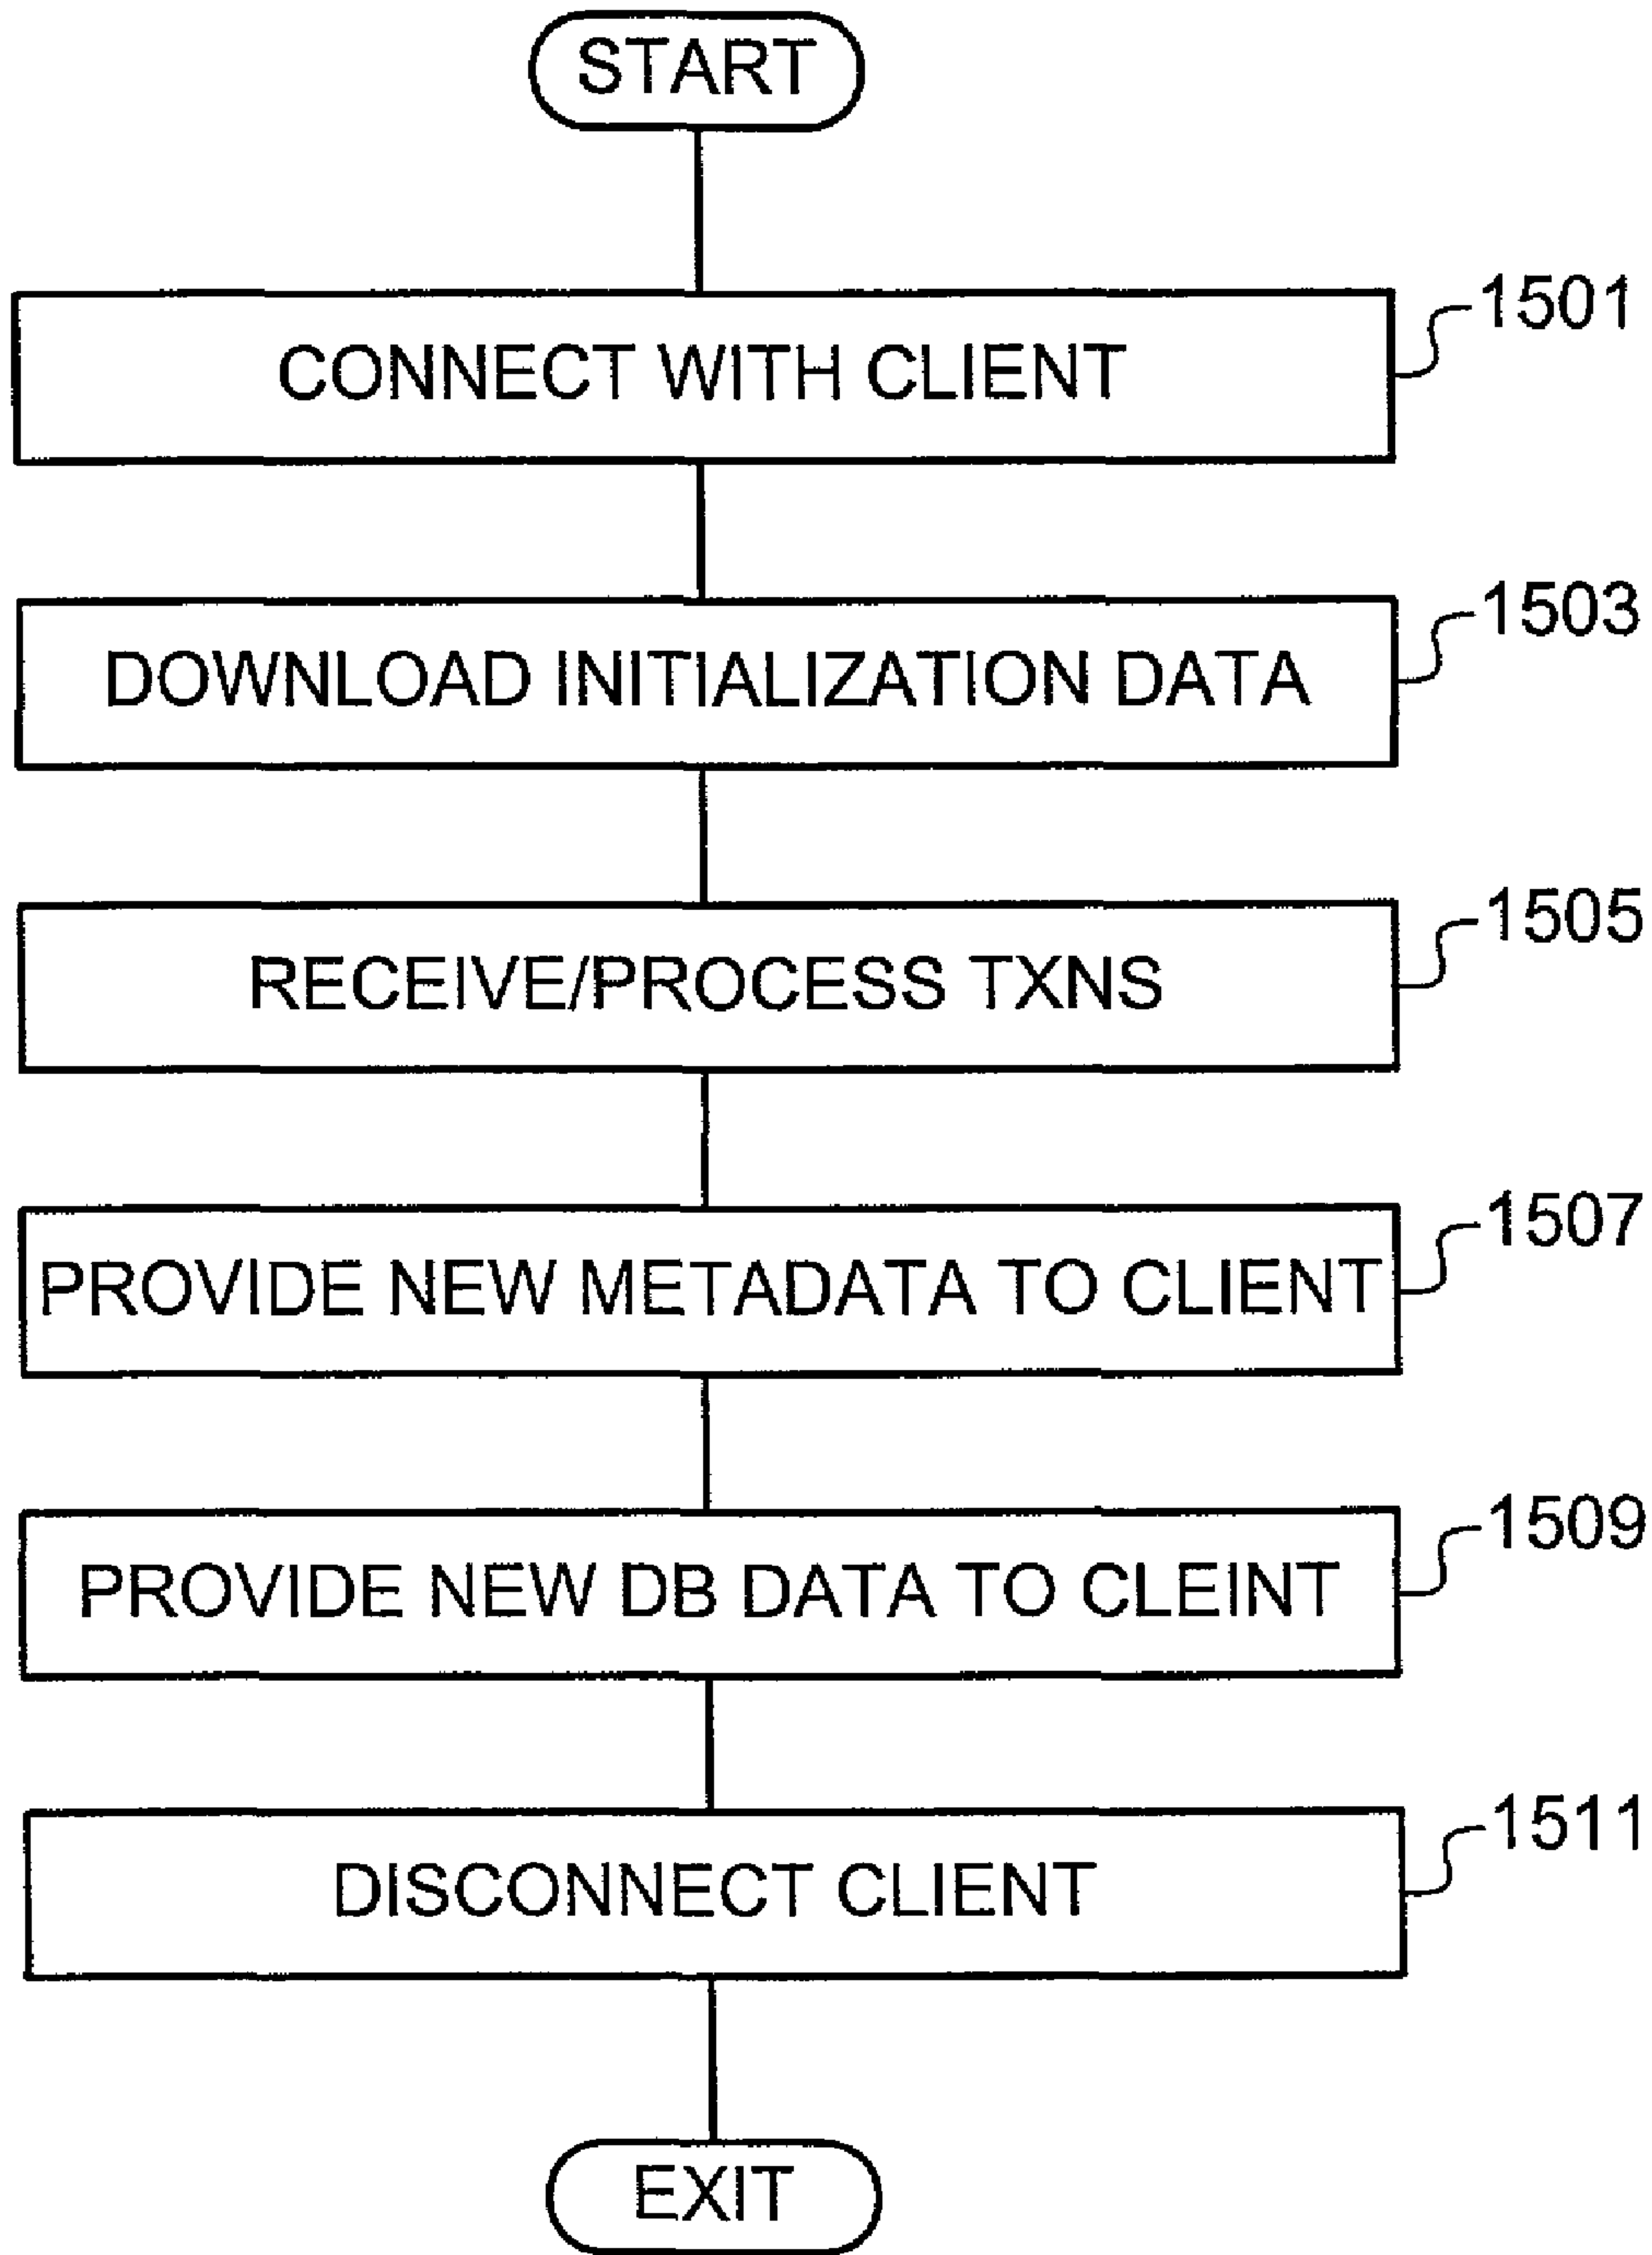 START
CONNECT WITH CLIENT
1501
DOWNLOAD INITIALIZATION DATA
1503
RECEIVE/PROCESS TXNS
1505
PROVIDE NEW METADATA TO CLIENT
1507
PROVIDE NEW DB DATA TO CLEINT
1509
DISCONNECT CLIENT
1511
EXIT